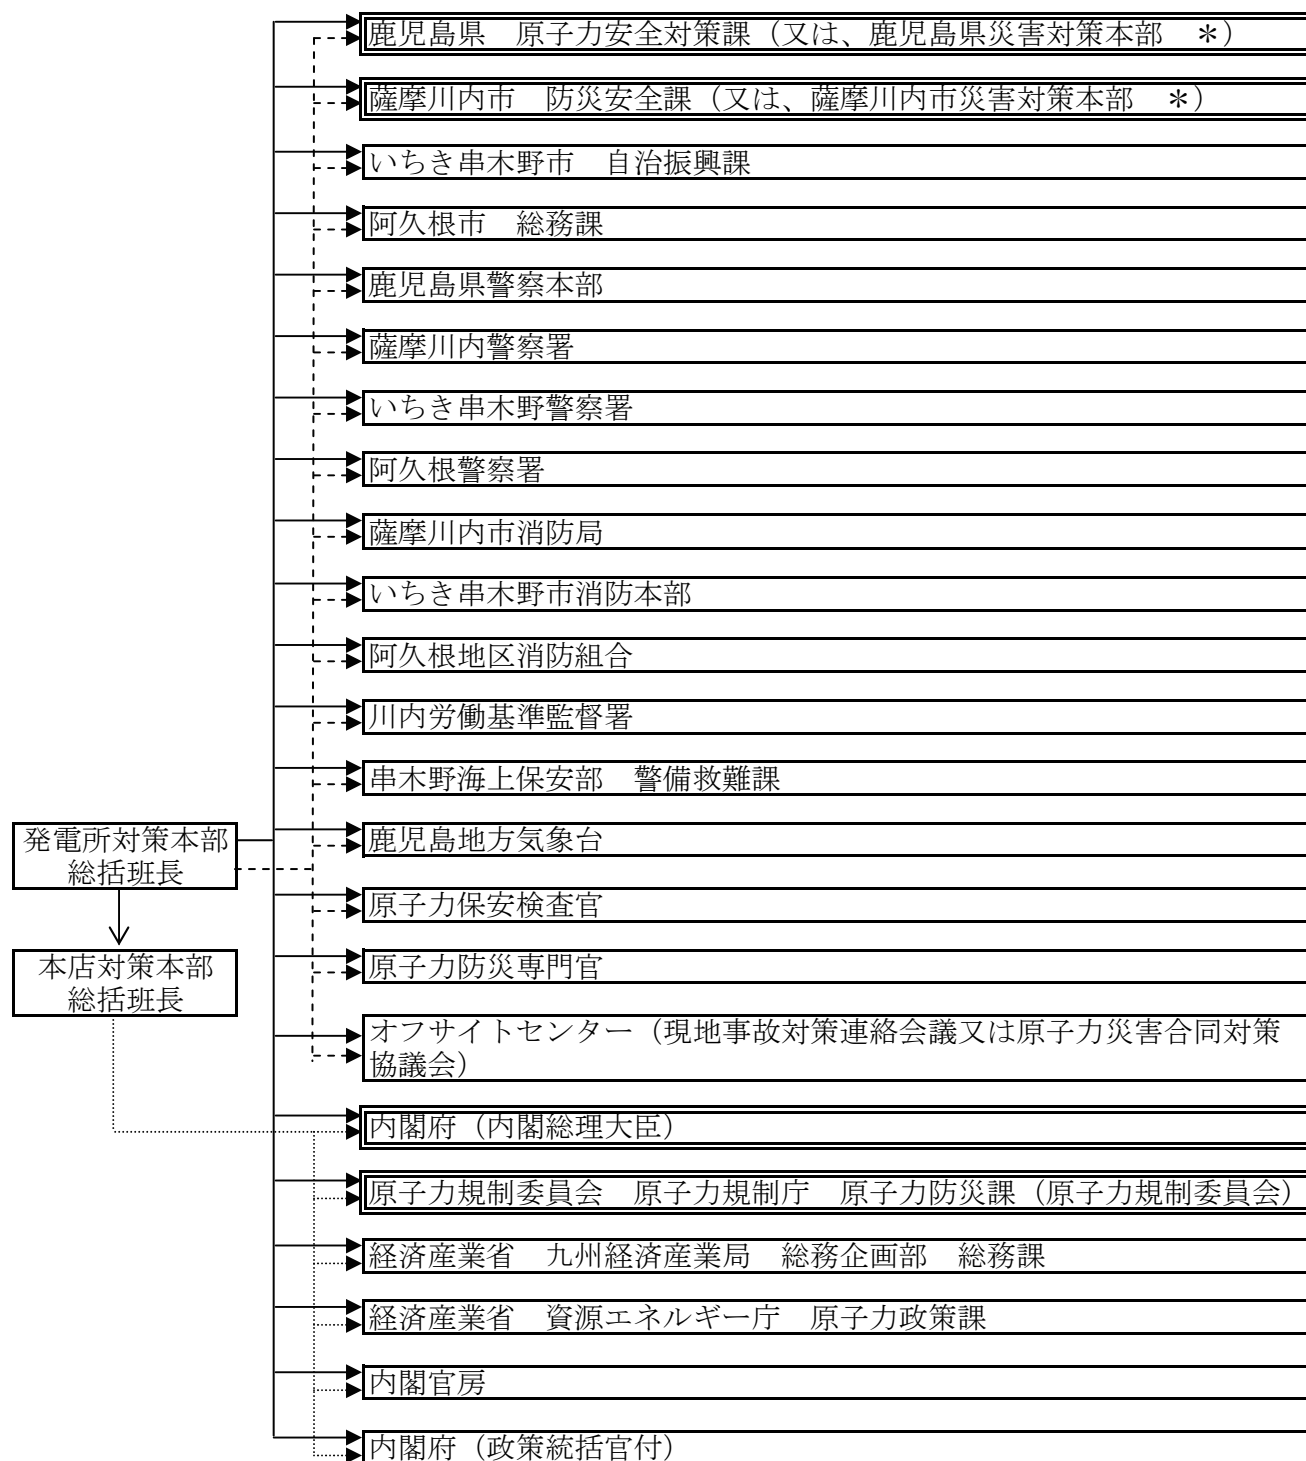 鹿児島県　原子力安全対策課（又は、鹿児島県災害対策本部　＊）
薩摩川内市　防災安全課（又は、薩摩川内市災害対策本部　＊）
いちき串木野市　自治振興課
阿久根市　総務課
鹿児島県警察本部
薩摩川内警察署
いちき串木野警察署
阿久根警察署
薩摩川内市消防局
いちき串木野市消防本部
阿久根地区消防組合
川内労働基準監督署
串木野海上保安部　警備救難課
鹿児島地方気象台
発電所対策本部
総括班長
原子力保安検査官
原子力防災専門官
本店対策本部
総括班長
オフサイトセンター（現地事故対策連絡会議又は原子力災害合同対策
協議会）
内閣府（内閣総理大臣）
原子力規制委員会　原子力規制庁　原子力防災課（原子力規制委員会）
経済産業省　九州経済産業局　総務企画部　総務課
経済産業省　資源エネルギー庁　原子力政策課
内閣官房
内閣府（政策統括官付）